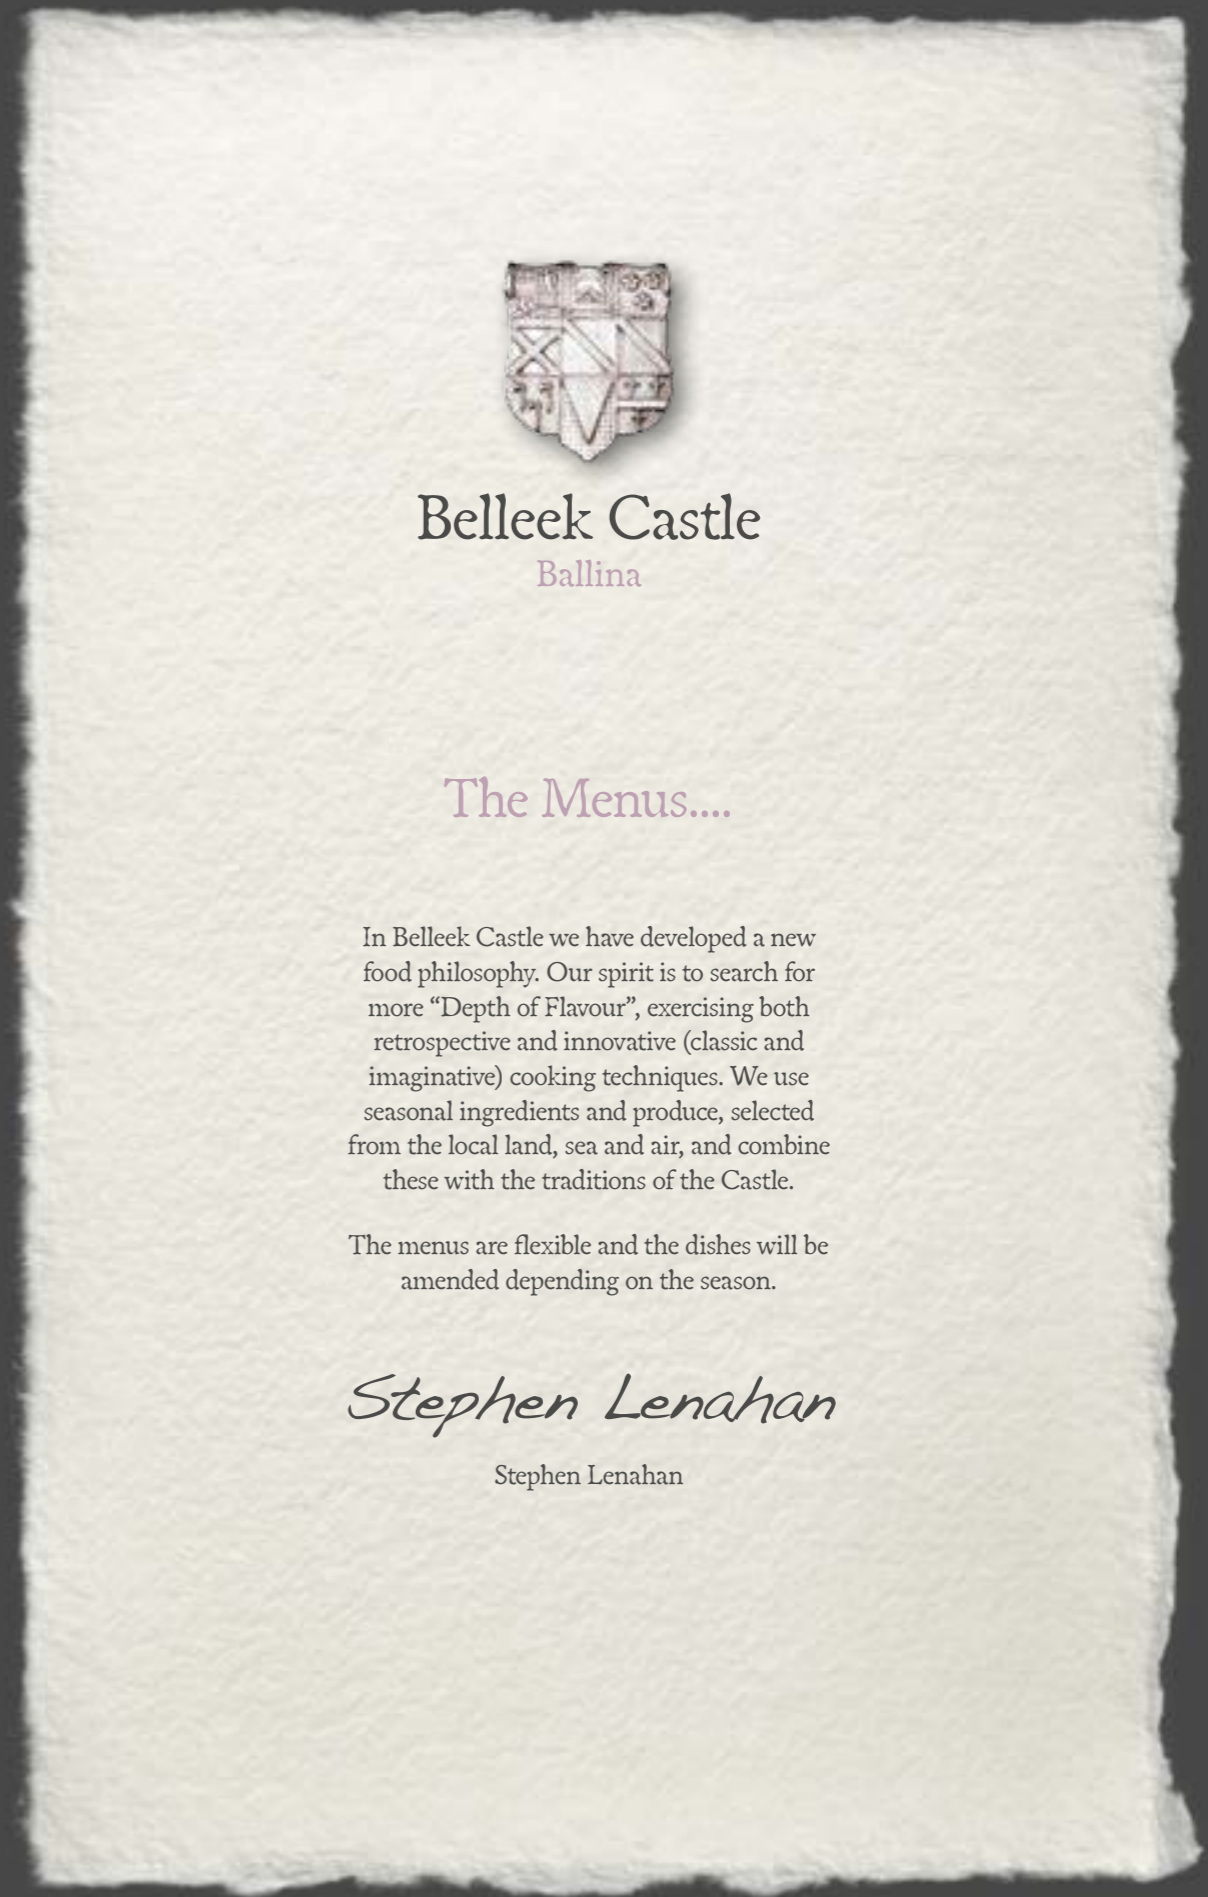 Belleek Castle
Ballina
The Menus....
In Belleek Castle we have developed a new
food philosophy. Our spirit is to search for
more “Depth of Flavour”, exercising both
retrospective and innovative (classic and
imaginative) cooking techniques. We use
seasonal ingredients and produce, selected
from the local land, sea and air, and combine
these with the traditions of the Castle.
The menus are flexible and the dishes will be
amended depending on the season.
Stephen Lenahan
Stephen Lenahan